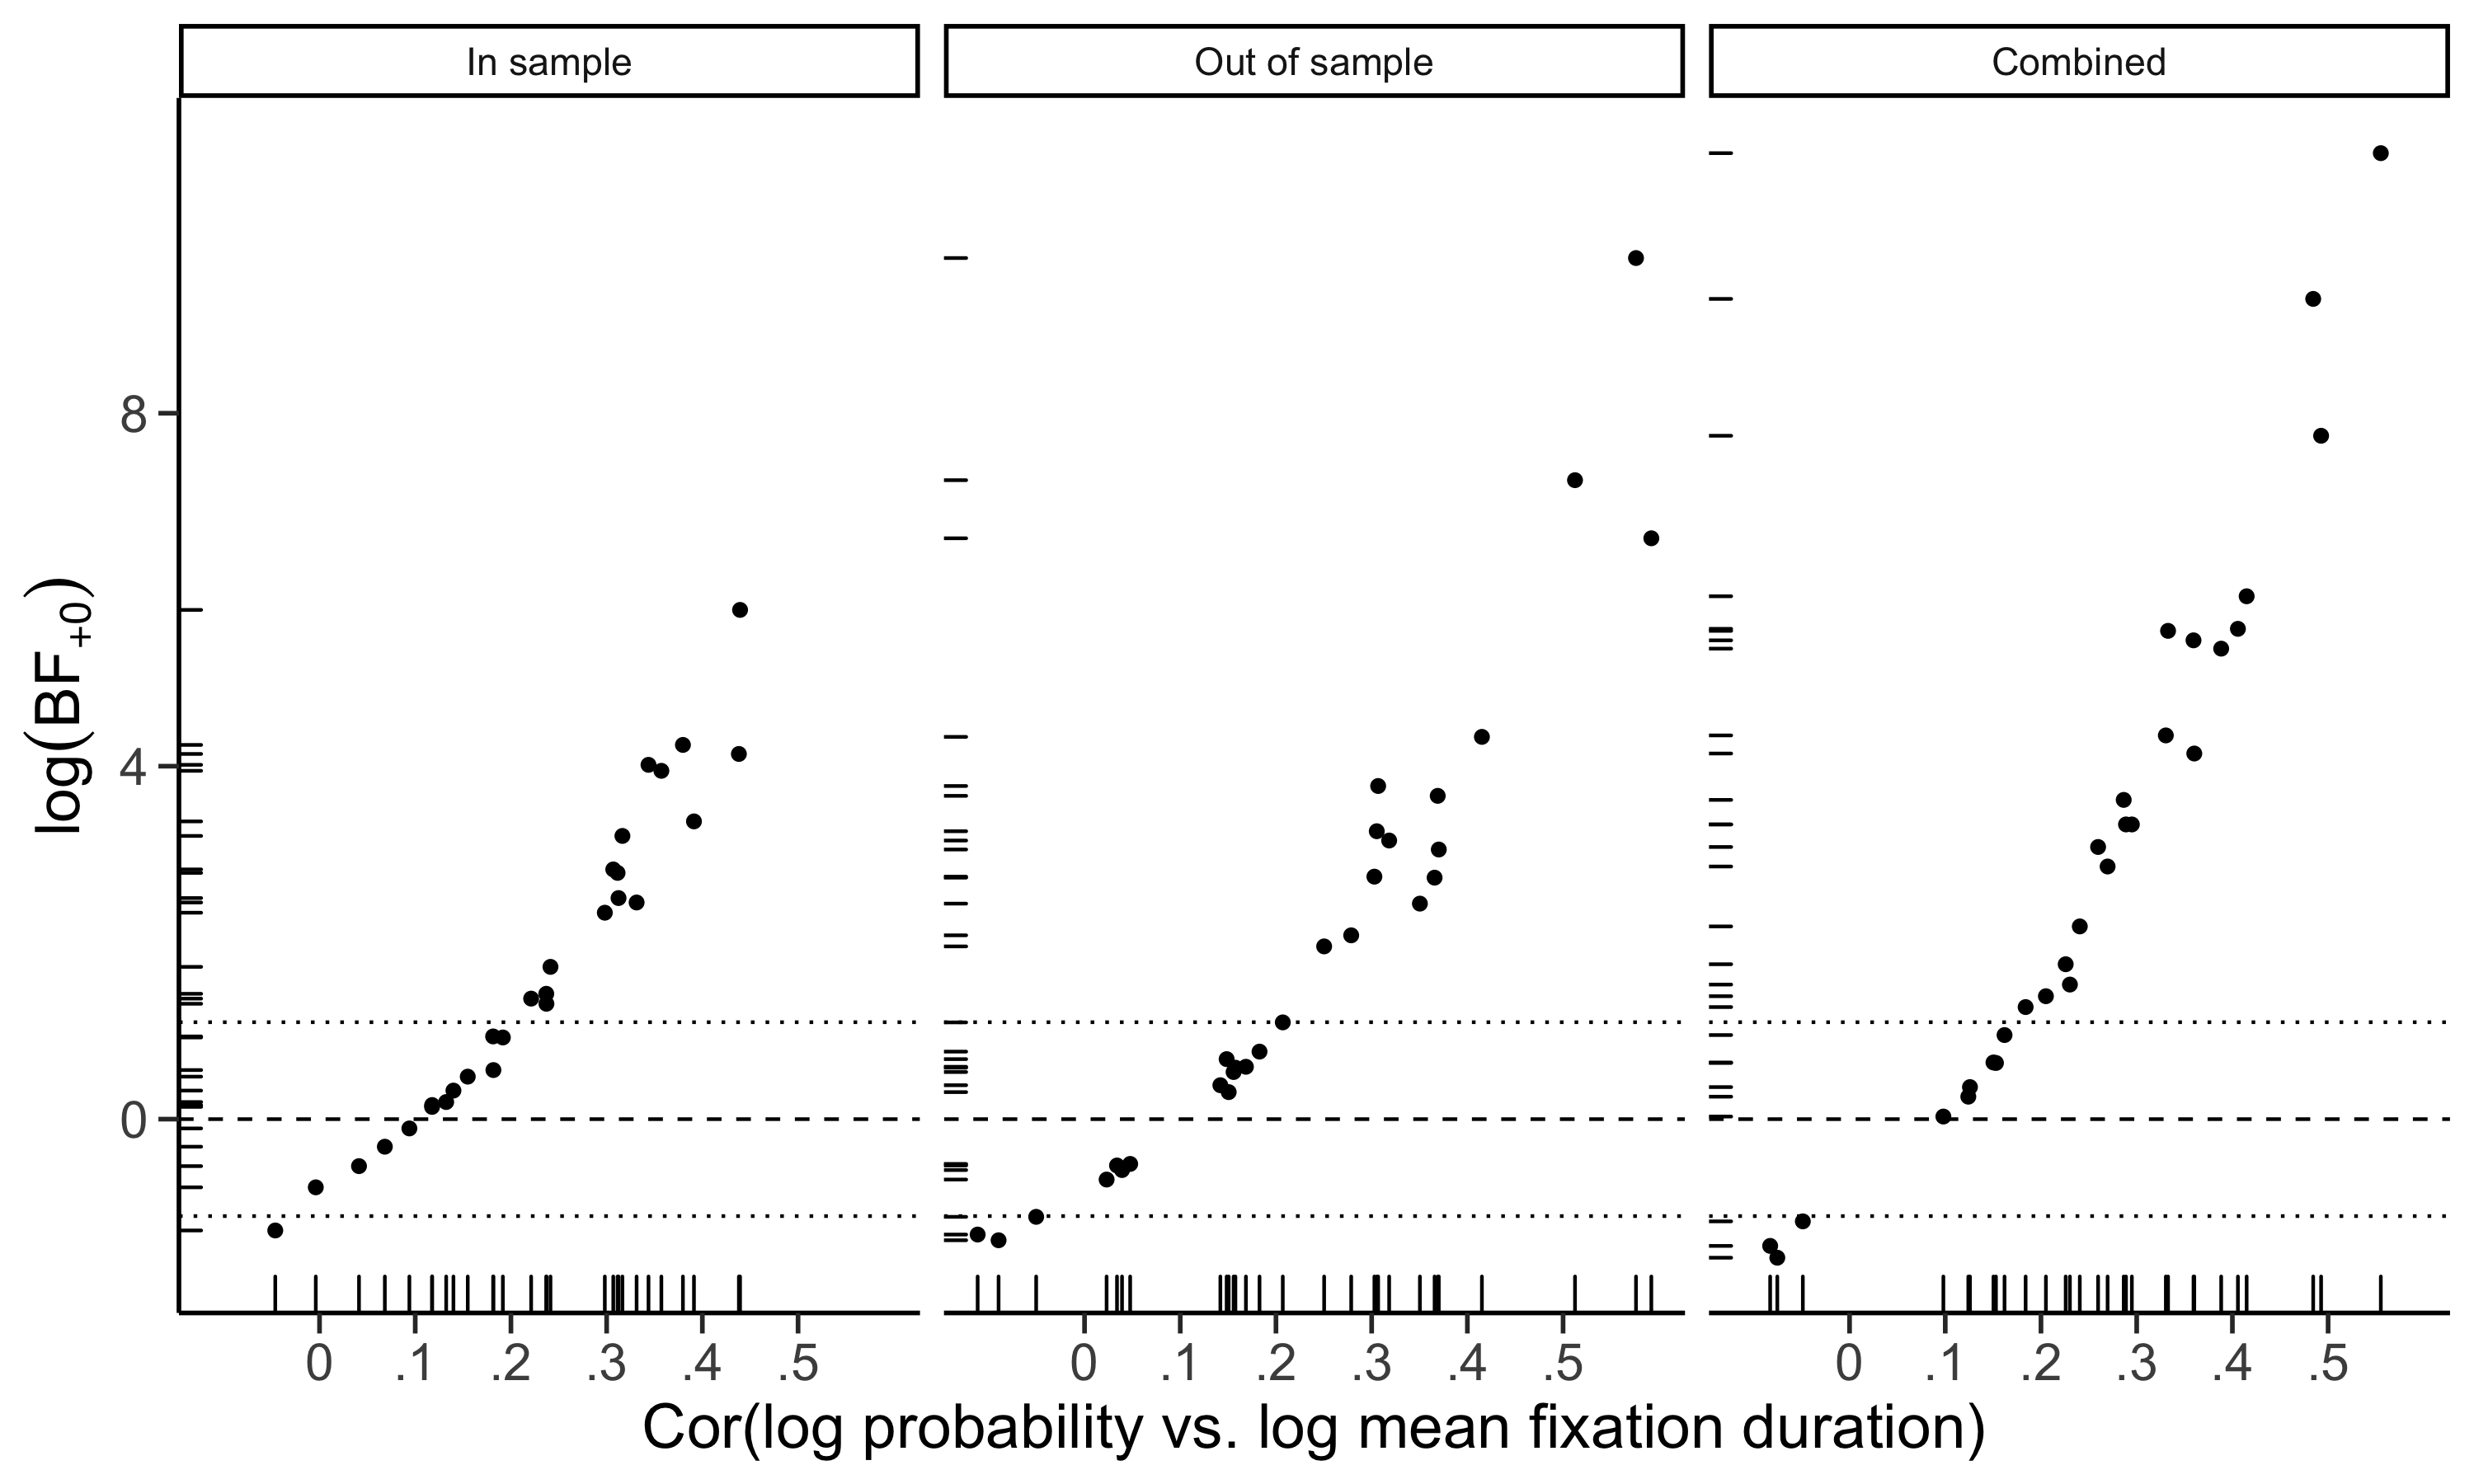 In sample
Out of sample
Combined
log(BF+0)
8
4
0
0 .1 .2 .3 .4 .5
0 .1 .2 .3 .4 .5
0 .1 .2 .3 .4 .5
Cor(log probability vs. log mean fixation duration)